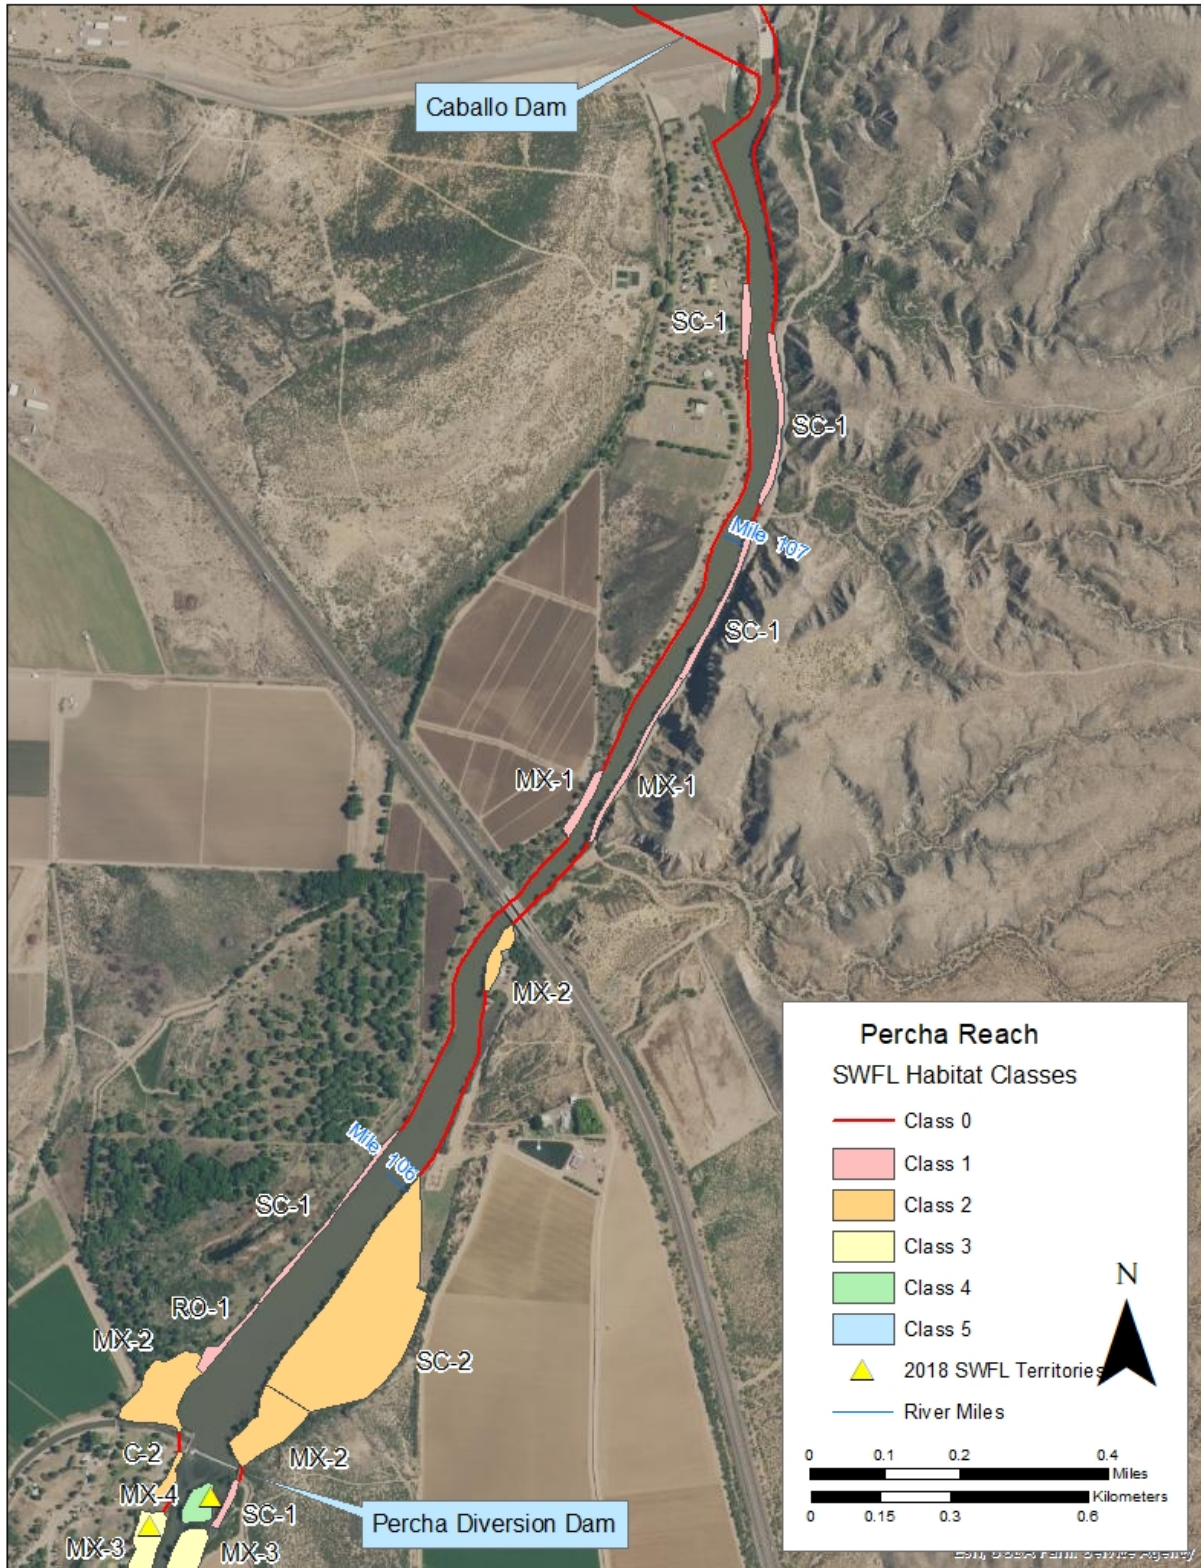 Caballo Dam
SC-1
SC-1
Mile 107
SC-1
MX-1
MX-1
MX-2
Mile 106
SC-1
RO-1
MX-2
SC-2
C-2
MX-2
MX-4
SC-1
Percha Diversion Dam
MX-3
MX-3
Percha Reach
SWFL Habitat Classes
Class 0
Class 1
Class 2
Class 3
Class 4
Class 5
2018 SWFL Territories
River Miles
N
0 0.1 0.2 0.4
Miles
Kilometers
0 0.15 0.3 0.6